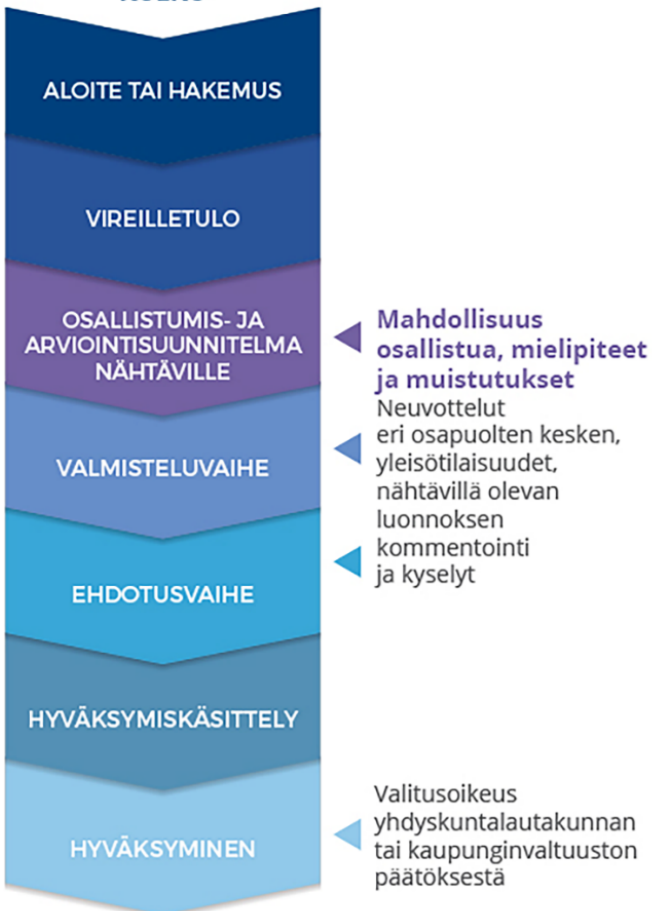 ALOITE TAI HAKEMUS
VIREILLETULO
OSALLISTUMIS- JA
ARVIOINTISUUNNITELMA
NÄHTÄVILLE
Mahdollisuus
osallistua, mielipiteet
ja muistutukset
VALMISTELUVAIHE
Neuvottelut
eri osapuolten kesken,
yleisötilaisuudet,
nähtävillä olevan
luonnoksen
kommentointi
ja kyselyt
EHDOTUSVAIHE
HYVÄKSYMISKÄSITTELY
HYVÄKSYMINEN
Valitusoikeus
yhdyskuntalautakunnan
tai kaupunginvaltuuston
päätöksestä